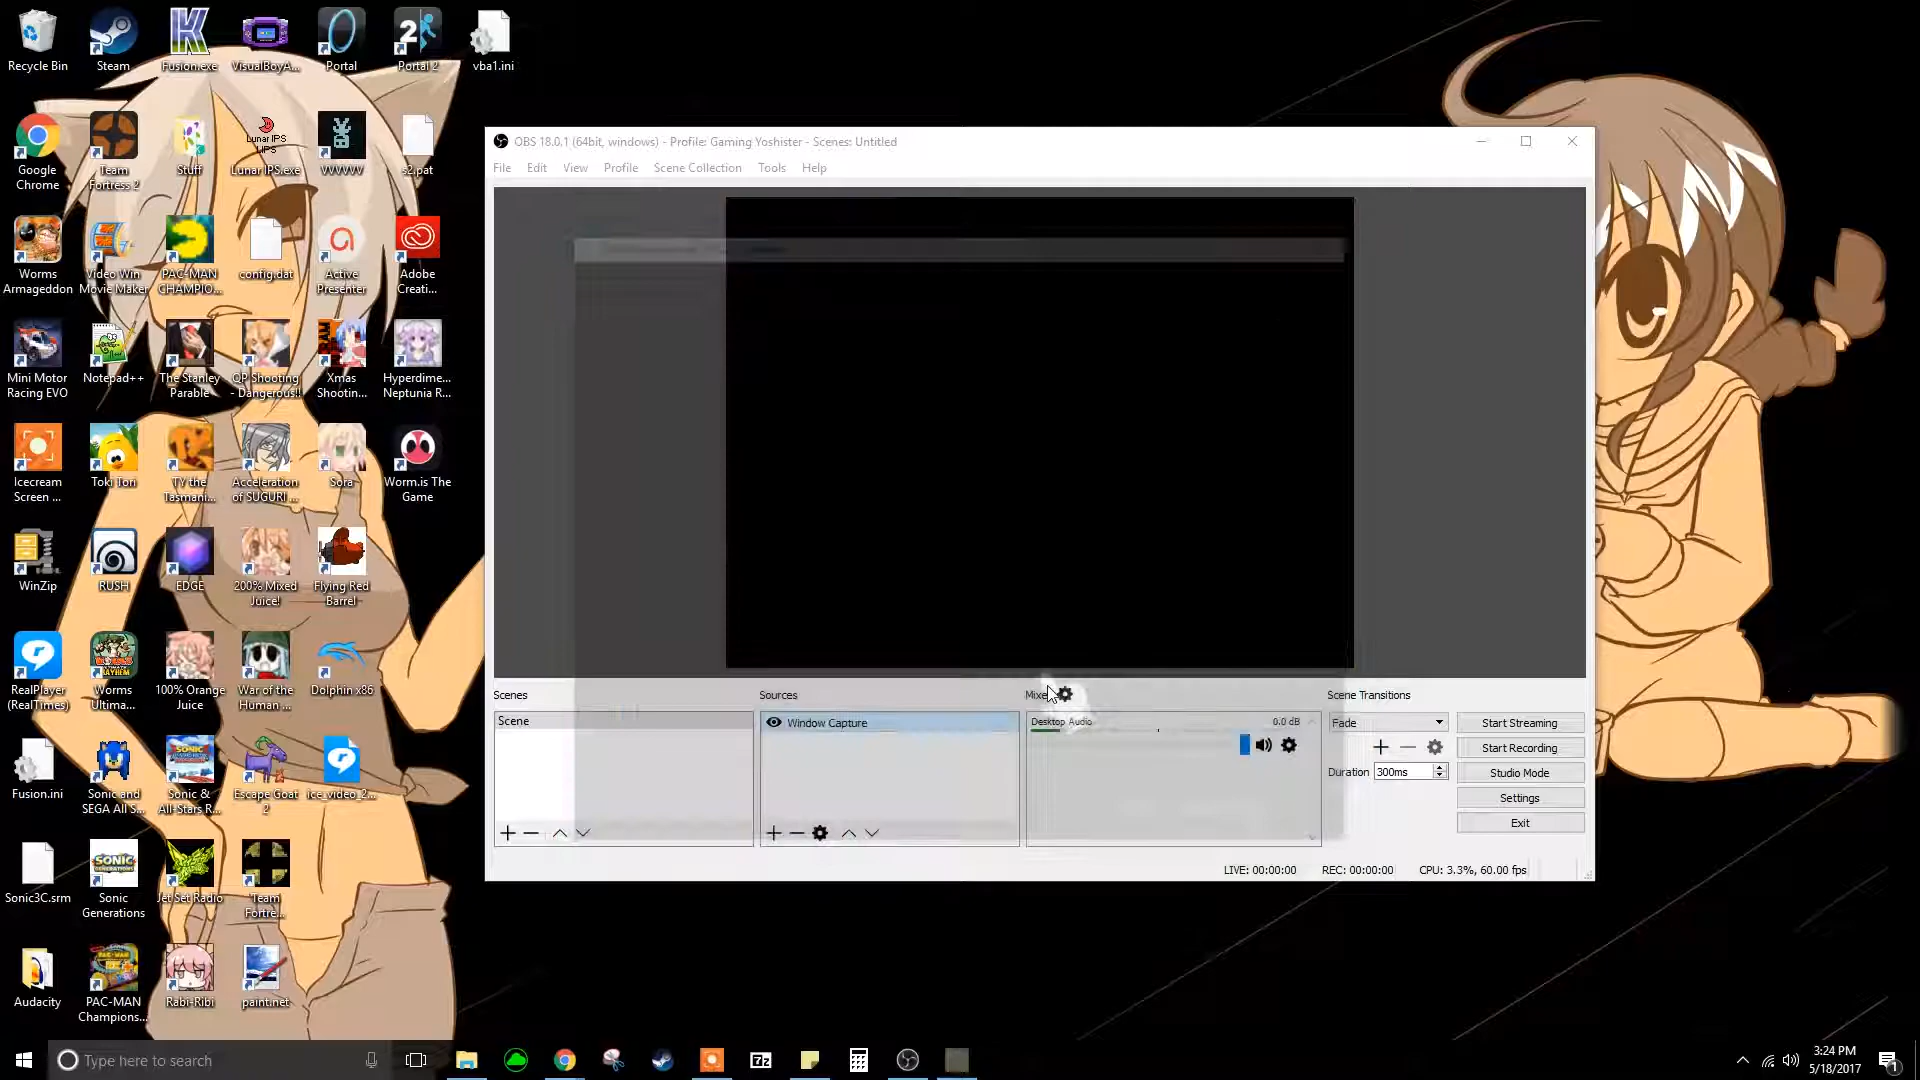 Recycle Bin
Steam
Fusion.exe
VisualBoyA...
Portal
Portal 2
vba1.ini
Google
Chrome
Team
Fortress 2
Stuff
Lunar IPS
Lunar IPS.exe
VVVVVV
s2.pat
Worms
Armageddon
Video Win
Movie Maker
PAC-MAN
CHAMPIO...
config.dat
Active
Presenter
Adobe
Creati...
Mini Motor
Racing EVO
Notepad++
The Stanley
Parable
QP Shooting
- Dangerous!!
Xmas
Shootin...
Hyperdime...
Neptunia R...
Icecream
Screen ...
Toki Tori
TY the
Tasmani...
Acceleration
of SUGURI ...
Sora
Worm.is The
Game
WinZip
RUSH
EDGE
200% Mixed
Juice!
Flying Red
Barrel
RealPlayer
(RealTimes)
Worms
Ultima...
100% Orange
Juice
War of the
Human ...
Dolphin x86
Fusion.ini
Sonic and
SEGA All S...
Sonic &
All-Stars R...
Escape Goat
2
ice_video_2...
Sonic3C.srm
Sonic
Generations
Jet Set Radio
Team
Fortre...
Audacity
PAC-MAN
Champions...
Rabi-Ribi
paint.net
OBS 18.0.1 (64bit, windows) - Profile: Gaming Yoshister - Scenes: Untitled
File Edit View Profile Scene Collection Tools Help
Scenes
Scene
Sources
Window Capture
Mixe
Desktop Audio 0.0 dB
Scene Transitions
Fade
Duration 300ms
Start Streaming
Start Recording
Studio Mode
Settings
Exit
LIVE: 00:00:00 REC: 00:00:00 CPU: 3.3%, 60.00 fps
Type here to search
7z
3:24 PM
5/18/2017
1